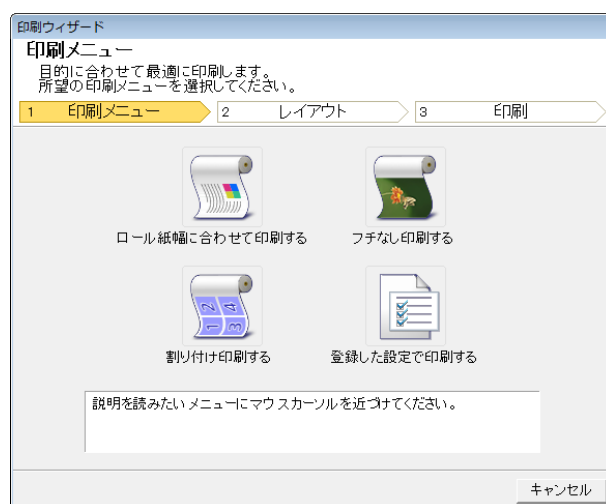 印刷ウィザード
印刷メニュー
目的に合わせて最適に印刷します。
所望の印刷メニューを選択してください。
1 印刷メニュー 2 レイアウト 3 印刷
ロール紙幅に合わせて印刷する フチなし印刷する
1 2 3 4
割り付け印刷する 登録した設定で印刷する
説明を読みたいメニューにマウスカーソルを近づけてください。
キャンセル